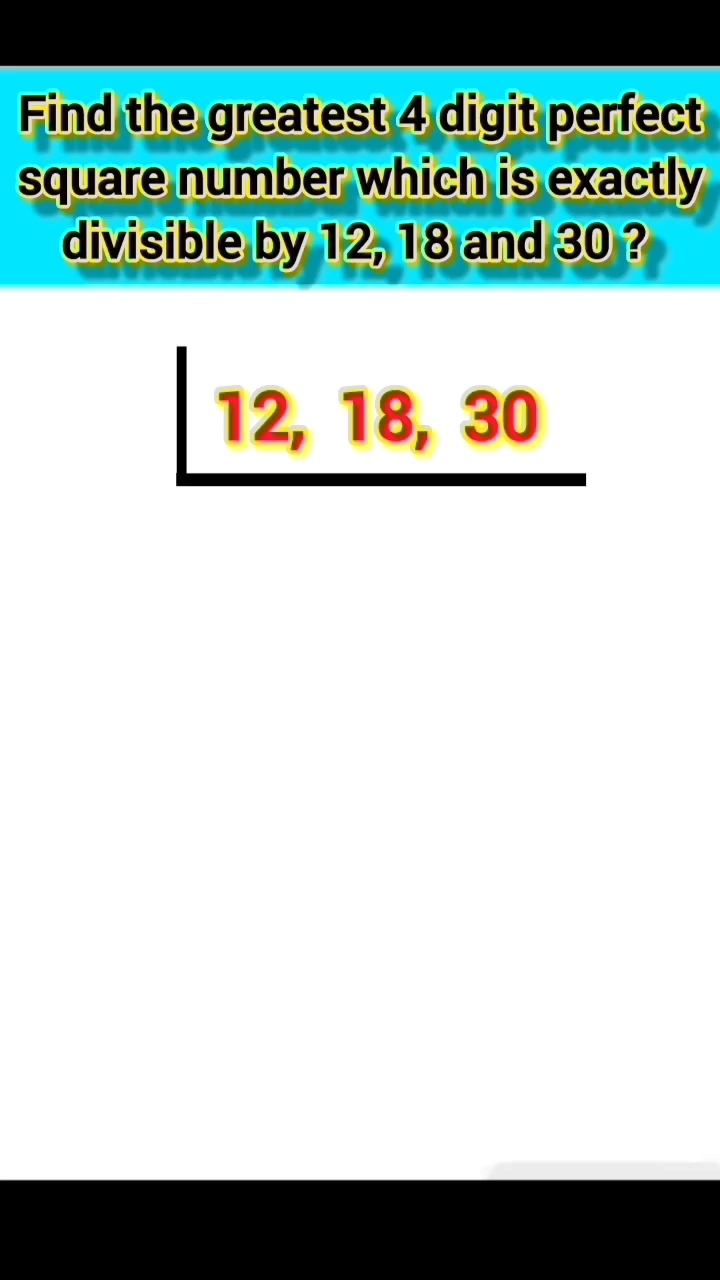 Find the greatest 4 digit perfect
square number which is exactly
divisible by 12, 18 and 30 ?
12, 18, 30